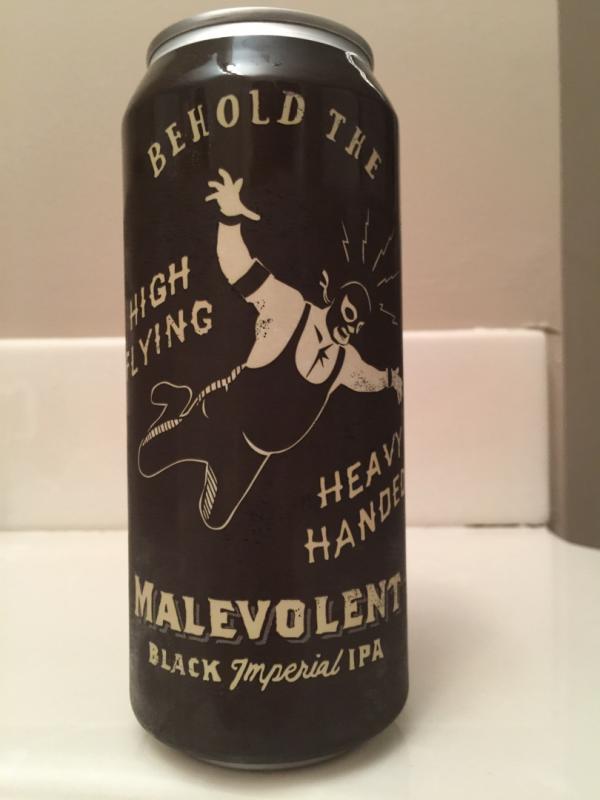 BEHOLD THE
HIGH
FLYING
HEAVY
HANDED
MALEVOLENT
BLACK Imperial IPA